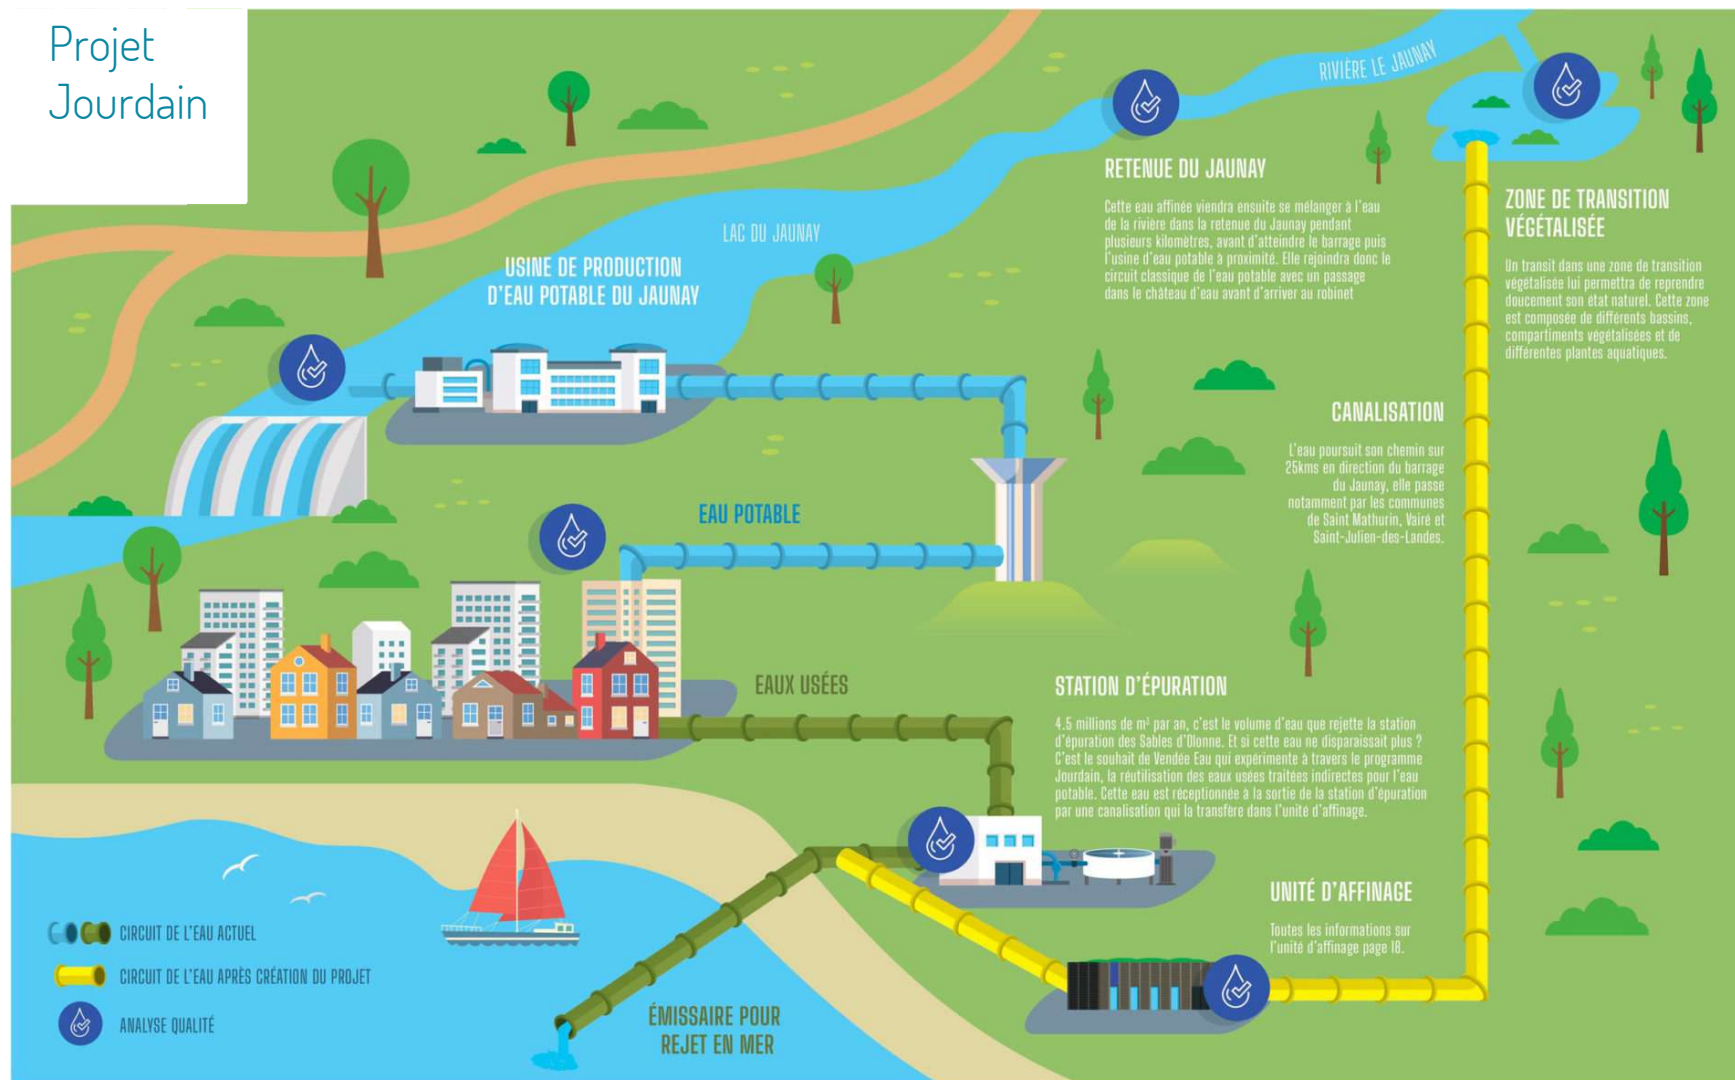 Projet
Jourdain
RIVIÈRE LE JAUNAY
LAC DU JAUNAY
USINE DE PRODUCTION
D'EAU POTABLE DU JAUNAY
RETENUE DU JAUNAY
Cette eau affinée viendra ensuite se mélanger à l'eau
de la rivière dans la retenue du Jaunay pendant
plusieurs kilomètres, avant d'atteindre le barrage puis
l'usine d'eau potable à proximité. Elle rejoindra donc le
circuit classique de l'eau potable avec un passage
dans le château d'eau avant d'arriver au robinet
ZONE DE TRANSITION
VÉGÉTALISÉE
Un transit dans une zone de transition
végétalisée lui permettra de reprendre
doucement son état naturel. Cette zone
est composée de différents bassins,
compartiments végétalisées et de
différentes plantes aquatiques.
CANALISATION
L'eau poursuit son chemin sur
25kms en direction du barrage
du Jaunay, elle passe
notamment par les communes
de Saint Mathurin, Vairé et
Saint-Julien-des-Landes.
EAU POTABLE
EAUX USÉES
STATION D'ÉPURATION
4.5 millions de m³ par an, c'est le volume d'eau que rejette la station
d'épuration des Sables d'Olonne. Et si cette eau ne disparaissait plus ?
C'est le souhait de Vendée Eau qui expérimente à travers le programme
Jourdain, la réutilisation des eaux usées traitées indirectes pour l'eau
potable. Cette eau est réceptionnée à la sortie de la station d'épuration
par une canalisation qui la transfère dans l'unité d'affinage.
UNITÉ D'AFFINAGE
Toutes les informations sur
l'unité d'affinage page 18.
CIRCUIT DE L'EAU ACTUEL
CIRCUIT DE L'EAU APRÈS CRÉATION DU PROJET
ANALYSE QUALITÉ
ÉMISSAIRE POUR
REJET EN MER